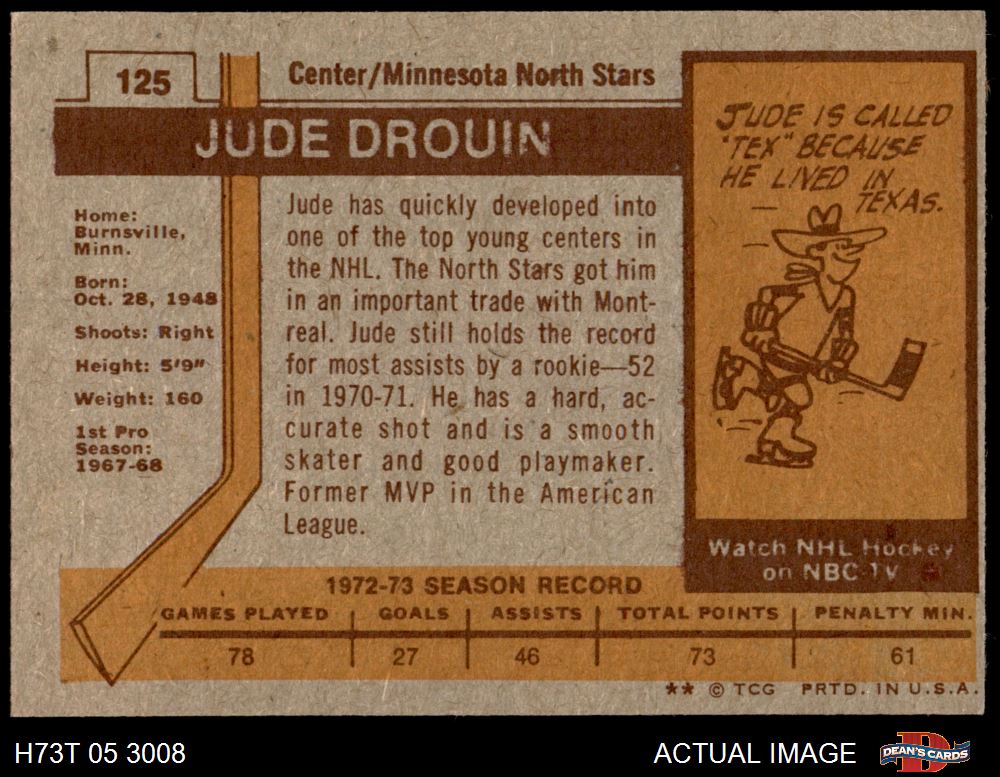 125
Center/Minnesota North Stars
JUDE DROUIN
Home:
Burnsville,
Minn.
Born:
Oct. 28, 1948
Shoots: Right
Height: 5'9"
Weight: 160
1st Pro
Season:
1967-68
Jude has quickly developed into
one of the top young centers in
the NHL. The North Stars got him
in an important trade with Mont-
real. Jude still holds the record
for most assists by a rookie—52
in 1970-71. He has a hard, ac-
curate shot and is a smooth
skater and good playmaker.
Former MVP in the American
League.
JUDE IS CALLED
"TEX" BECAUSE
HE LIVED IN
TEXAS.
Watch NHL Hockey
on NBC-TV
1972-73 SEASON RECORD
GAMES PLAYED GOALS ASSISTS TOTAL POINTS PENALTY MIN.
78 27 46 73 61
** © TCG PRTD. IN U.S.A.
H73T 05 3008
ACTUAL IMAGE
DEAN'S CARDS